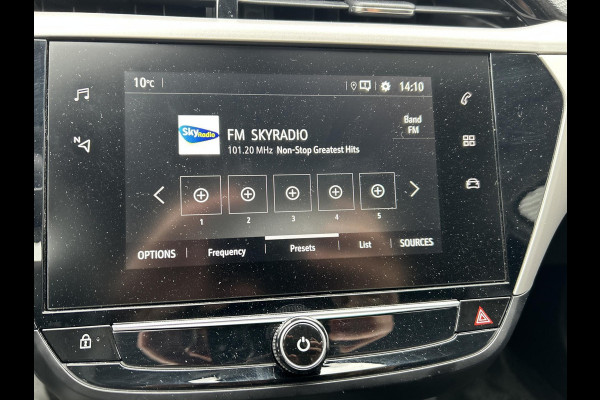 10°C 14:10
N
Sky Radio
FM SKYRADIO
Band
FM
101.20 MHz Non-Stop Greatest Hits
1 2 3 4 5
OPTIONS Frequency Presets List SOURCES